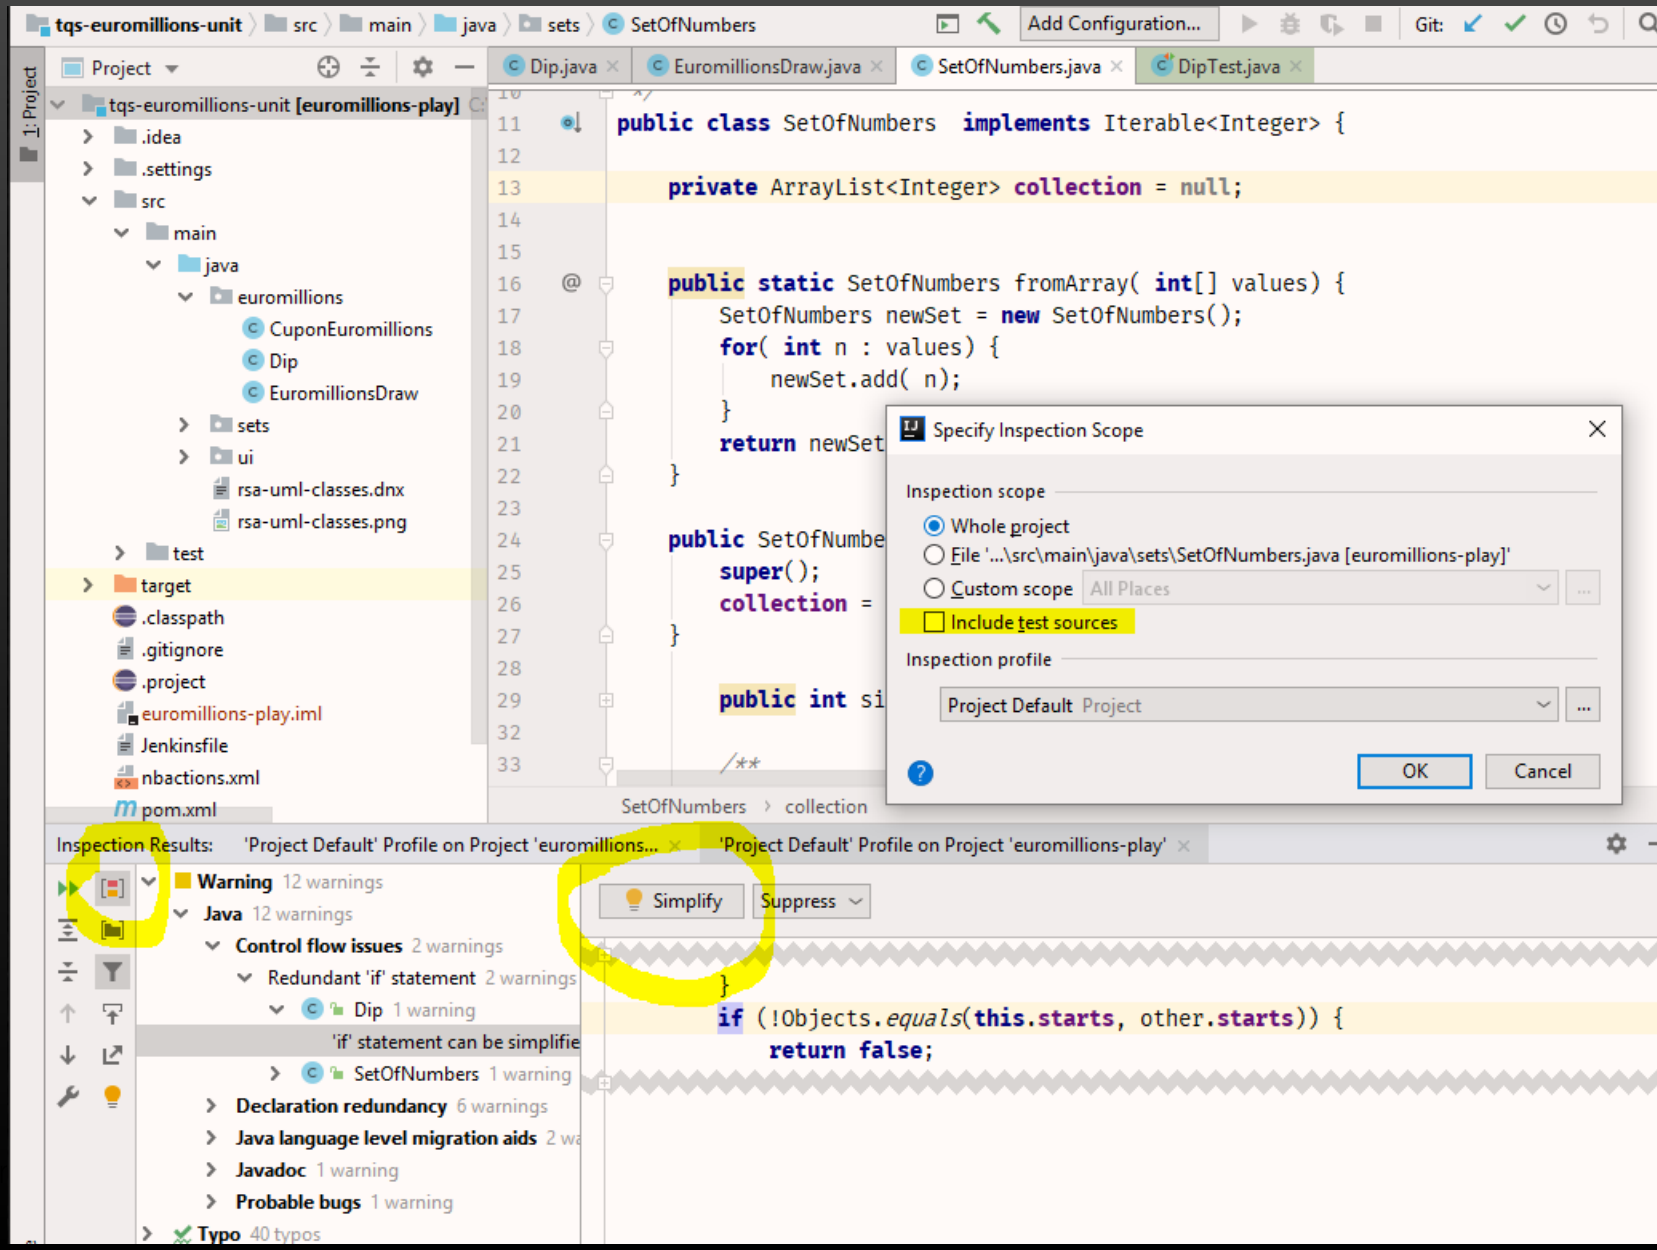 tqs-euromillions-unit src main java sets SetOfNumbers Add Configuration... Git:
1: Project
Project
Dip.java EuromillionsDraw.java SetOfNumbers.java DipTest.java
tqs-euromillions-unit [euromillions-play]
.idea
.settings
src
main
java
euromillions
CuponEuromillions
Dip
EuromillionsDraw
sets
ui
rsa-uml-classes.dnx
rsa-uml-classes.png
test
target
.classpath
.gitignore
.project
euromillions-play.iml
Jenkinsfile
nbactions.xml
pom.xml
10 */
11 public class SetOfNumbers implements Iterable<Integer> {
12
13 private ArrayList<Integer> collection = null;
14
15
16 @ public static SetOfNumbers fromArray( int[] values) {
17 SetOfNumbers newSet = new SetOfNumbers();
18 for( int n : values) {
19 newSet.add( n);
20 }
21 return newSet
22 }
23
24 public SetOfNumbe
25 super();
26 collection =
27 }
28
29 public int si
32
33 /**
SetOfNumbers › collection
Specify Inspection Scope
Inspection scope
Whole project
File '...\src\main\java\sets\SetOfNumbers.java [euromillions-play]'
Custom scope All Places ...
Include test sources
Inspection profile
Project Default Project ...
? OK Cancel
Inspection Results: 'Project Default' Profile on Project 'euromillions... 'Project Default' Profile on Project 'euromillions-play'
Warning 12 warnings
Java 12 warnings
Control flow issues 2 warnings
Redundant 'if' statement 2 warnings
Dip 1 warning
'if' statement can be simplifie
SetOfNumbers 1 warning
Declaration redundancy 6 warnings
Java language level migration aids 2 wa
Javadoc 1 warning
Probable bugs 1 warning
Typo 40 typos
Simplify Suppress
}
if (!Objects.equals(this.starts, other.starts)) {
return false;